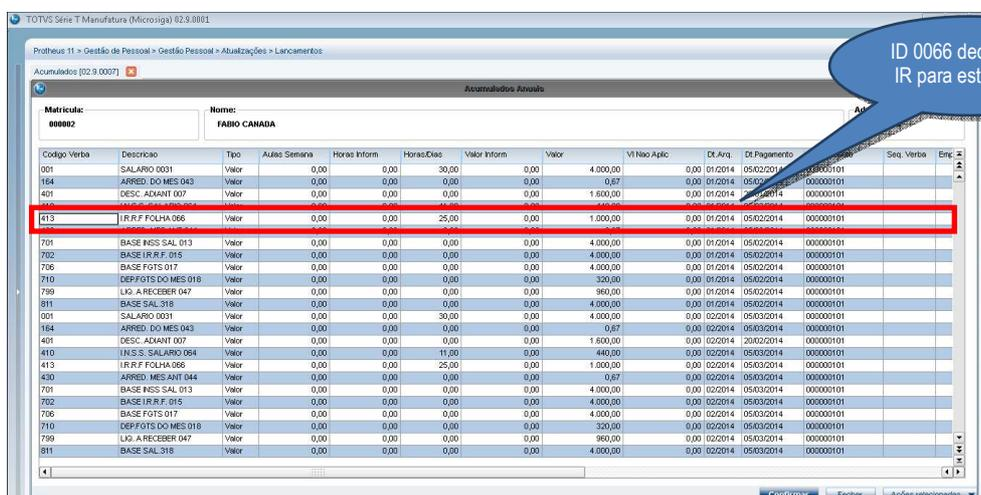 TOTVS Série T Manufatura (Microsiga) 02.9.0001
Protheus 11 > Gestão de Pessoal > Gestão Pessoal > Atualizações > Lancamentos
Acumulados [02.9.0007]
Acumulados Anuais
ID 0066
IR para
Matrícula: Nome:
000002 FABIO CANADA
Codigo Verba Descricao Tipo Aulas Semana Horas Inform Horas/Dias Valor Inform Valor Vl Nao Aplic Dt.Arq. Dt.Pagamento Seq. Verba
001 SALARIO 0031 Valor 0,00 0,00 30,00 0,00 4.000,00 0,00 01/2014 05/02/2014
164 ARRED. DO MES 043 Valor 0,00 0,00 0,00 0,00 0,67 0,00 01/2014 000000101
401 DESC. ADIANT 007 Valor 0,00 0,00 0,00 0,00 1.600,00 0,00 01/2014 000000101
413 I.R.R.F FOLHA 066 Valor 0,00 0,00 25,00 0,00 1.000,00 0,00 01/2014 05/02/2014 000000101
701 BASE INSS SAL 013 Valor 0,00 0,00 0,00 0,00 4.000,00 0,00 01/2014 05/02/2014 000000101
702 BASE I.R.R.F. 015 Valor 0,00 0,00 0,00 0,00 4.000,00 0,00 01/2014 05/02/2014 000000101
706 BASE FGTS 017 Valor 0,00 0,00 0,00 0,00 4.000,00 0,00 01/2014 05/02/2014 000000101
710 DEP.FGTS DO MES 018 Valor 0,00 0,00 0,00 0,00 320,00 0,00 01/2014 05/02/2014 000000101
799 LIQ. A RECEBER 047 Valor 0,00 0,00 0,00 0,00 960,00 0,00 01/2014 05/02/2014 000000101
811 BASE SAL.318 Valor 0,00 0,00 0,00 0,00 4.000,00 0,00 01/2014 05/02/2014 000000101
001 SALARIO 0031 Valor 0,00 0,00 30,00 0,00 4.000,00 0,00 02/2014 05/03/2014 000000101
164 ARRED. DO MES 043 Valor 0,00 0,00 0,00 0,00 0,67 0,00 02/2014 05/03/2014 000000101
401 DESC. ADIANT 007 Valor 0,00 0,00 0,00 0,00 1.600,00 0,00 02/2014 20/02/2014 000000101
410 I.N.S.S. SALARIO 064 Valor 0,00 0,00 11,00 0,00 440,00 0,00 02/2014 05/03/2014 000000101
413 I.R.R.F FOLHA 066 Valor 0,00 0,00 25,00 0,00 1.000,00 0,00 02/2014 05/03/2014 000000101
430 ARRED. MES ANT 044 Valor 0,00 0,00 0,00 0,00 0,67 0,00 02/2014 05/03/2014 000000101
701 BASE INSS SAL 013 Valor 0,00 0,00 0,00 0,00 4.000,00 0,00 02/2014 05/03/2014 000000101
702 BASE I.R.R.F. 015 Valor 0,00 0,00 0,00 0,00 4.000,00 0,00 02/2014 05/03/2014 000000101
706 BASE FGTS 017 Valor 0,00 0,00 0,00 0,00 4.000,00 0,00 02/2014 05/03/2014 000000101
710 DEP.FGTS DO MES 018 Valor 0,00 0,00 0,00 0,00 320,00 0,00 02/2014 05/03/2014 000000101
799 LIQ. A RECEBER 047 Valor 0,00 0,00 0,00 0,00 960,00 0,00 02/2014 05/03/2014 000000101
811 BASE SAL.318 Valor 0,00 0,00 0,00 0,00 4.000,00 0,00 02/2014 05/03/2014 000000101
Confirmar Fechar Ações relacionadas